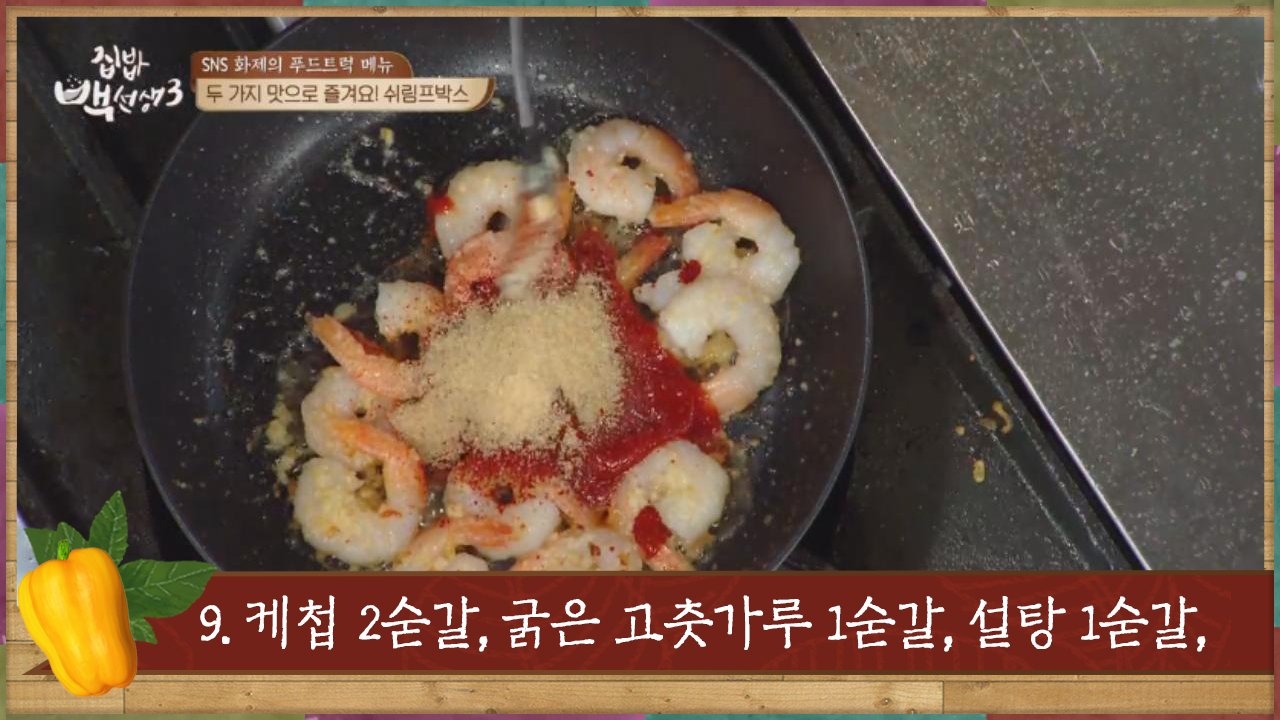 집밥
백선생3
SNS 화제의 푸드트럭 메뉴
두 가지 맛으로 즐겨요! 쉬림프박스
9. 케첩 2숟갈, 굵은 고춧가루 1숟갈, 설탕 1숟갈,